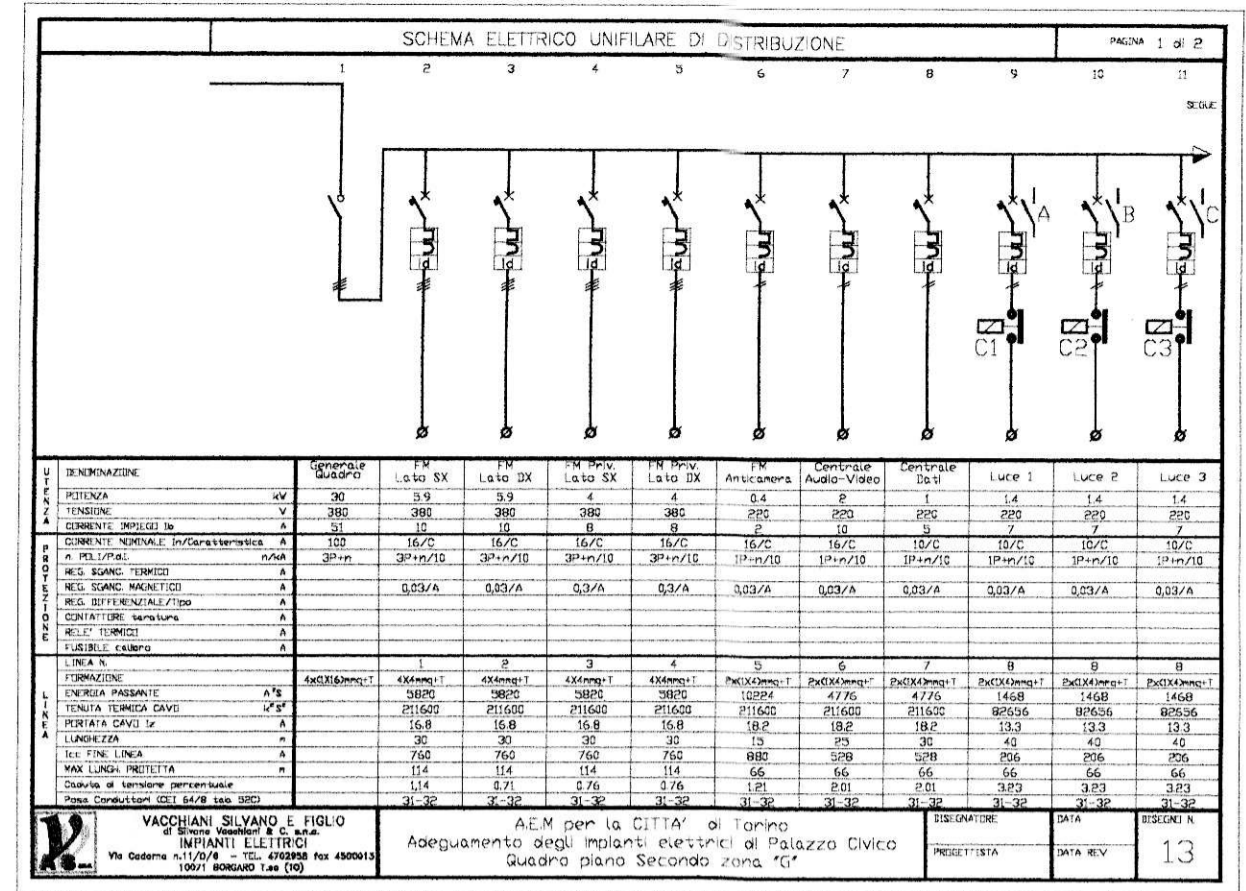 SCHEMA ELETTRICO UNIFILARE DI DISTRIBUZIONE
PAGINA 1 di 2
1 2 3 4 5 6 7 8 9 10 11
SEGUE
A B C
Id Id Id Id Id Id Id Id Id Id
C1 C2 C3
UTENZA
DENOMINAZIONE Generale Quadro FM Lato SX FM Lato DX FM Priv. Lato SX FM Priv. Lato DX FM Anticamera Centrale Audio-Video Centrale Dati Luce 1 Luce 2 Luce 3
POTENZA kV 30 5.9 5.9 4 4 0.4 2 1 1.4 1.4 1.4
TENSIONE V 380 380 380 380 380 220 220 220 220 220 220
CORRENTE IMPIEGO Ib A 51 10 10 8 8 2 10 5 7 7 7
PROTEZIONE
CORRENTE NOMINALE In/Caratteristica A 100 16/C 16/C 16/C 16/C 16/C 16/C 10/C 10/C 10/C 10/C
n. POLI/P.d.I. n/kA 3P+n 3P+n/10 3P+n/10 3P+n/10 3P+n/10 1P+n/10 1P+n/10 1P+n/10 1P+n/10 1P+n/10 1P+n/10
REG. SGANC. TERMICO A
REG. SGANC. MAGNETICO A 0,03/A 0,03/A 0,3/A 0,3/A 0,03/A 0,03/A 0,03/A 0,03/A 0,03/A 0,03/A
REG. DIFFERENZIALE/Tipo A
CONTATTORE taratura A
RELE' TERMICO A
FUSIBILE calibro A
LINEA
LINEA N. 1 2 3 4 5 6 7 8 8 8
FORMAZIONE 4x(1X16)mmq+T 4X4mmq+T 4X4mmq+T 4X4mmq+T 4X4mmq+T 2x(1X4)mmq+T 2x(1X4)mmq+T 2x(1X4)mmq+T 2x(1X4)mmq+T 2x(1X4)mmq+T 2x(1X4)mmq+T
ENERGIA PASSANTE A²S 5820 5820 5820 5820 10224 4776 4776 1468 1468 1468
TENUTA TERMICA CAVO k²S² 211600 211600 211600 211600 211600 211600 211600 82656 82656 82656
PORTATA CAVO Iz A 16.8 16.8 16.8 16.8 18.2 18.2 18.2 13.3 13.3 13.3
LUNGHEZZA m 30 30 30 30 15 25 30 40 40 40
Icc FINE LINEA A 760 760 760 760 880 528 528 206 206 206
MAX LUNGH. PROTETTA m 114 114 114 114 66 66 66 66 66 66
Caduta di tensione percentuale 1,14 0.71 0.76 0.76 1.21 2.01 2.01 3.23 3.23 3.23
Posa Conduttori (CEI 64/8 tab 52C) 31-32 31-32 31-32 31-32 31-32 31-32 31-32 31-32 31-32 31-32
VACCHIANI SILVANO E FIGLIO
di Silvano Vacchiani & C. s.n.c.
IMPIANTI ELETTRICI
Via Cadorna n.11/D/6 - TEL. 4702958 fax 4500013
10071 BORGARO T.se (TO)
A.E.M per la CITTA' di Torino
Adeguamento degli impianti elettrici di Palazzo Civico
Quadro piano Secondo zona "G"
DISEGNATORE
PROGETTISTA
DATA
DATA REV
DISEGNO N.
13